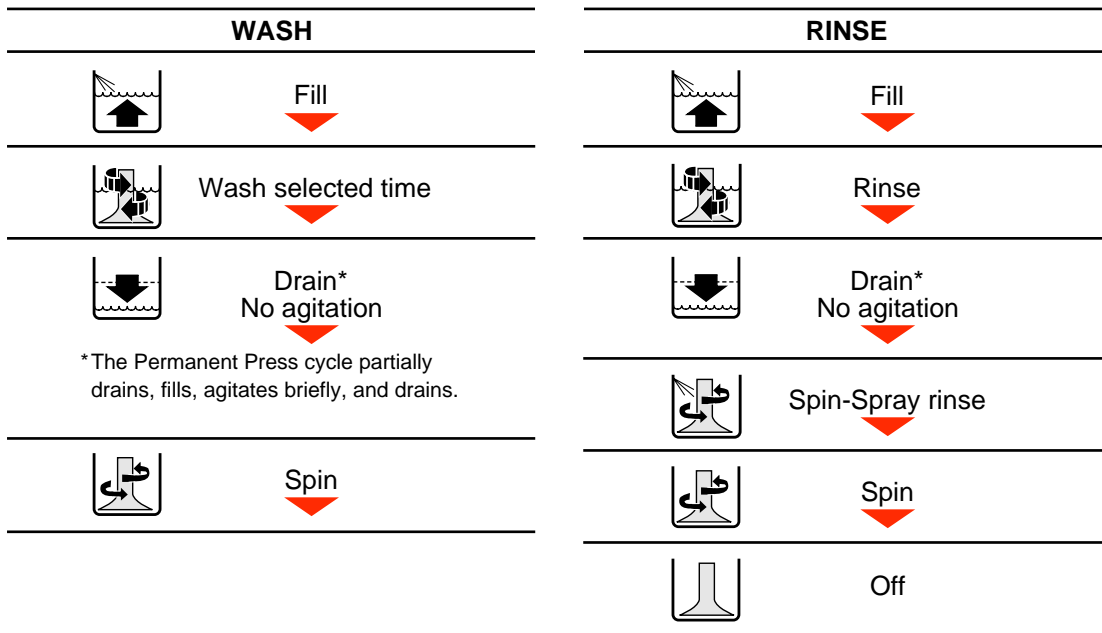 WASH
Fill
Wash selected time
Drain*
No agitation
*The Permanent Press cycle partially
drains, fills, agitates briefly, and drains.
Spin
RINSE
Fill
Rinse
Drain*
No agitation
Spin-Spray rinse
Spin
Off